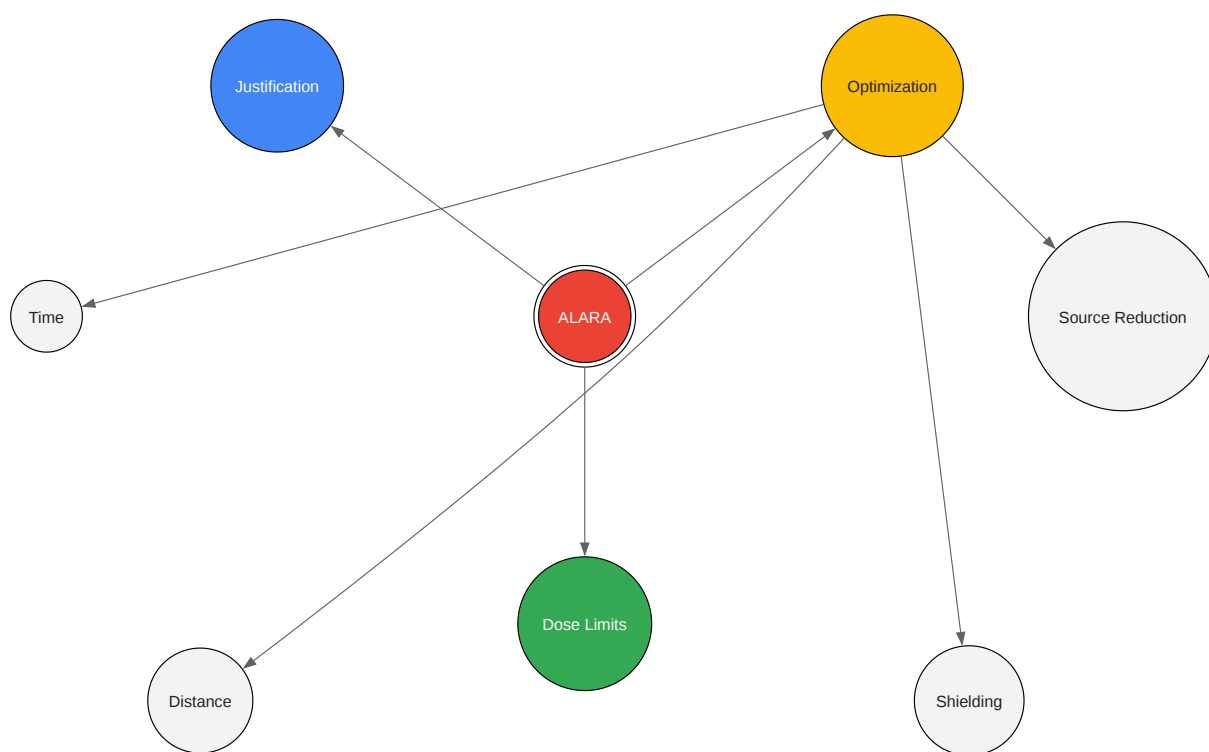 Justification
Optimization
Time
ALARA
Source Reduction
Dose Limits
Distance
Shielding